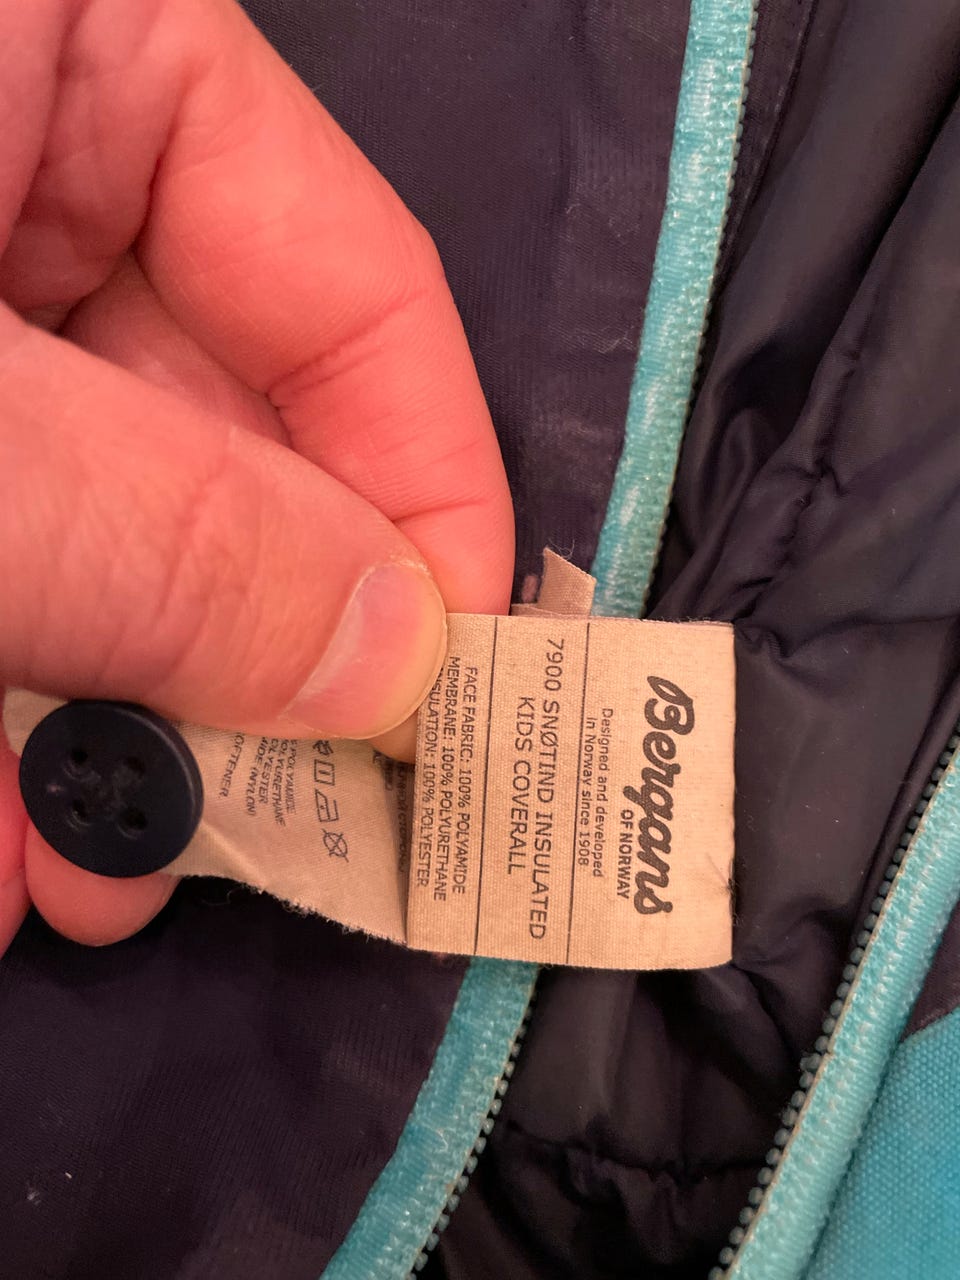 Bergans
OF NORWAY
Designed and developed
in Norway since 1908
7900 SNØTIND INSULATED
KIDS COVERALL
FACE FABRIC: 100% POLYAMIDE
MEMBRANE: 100% POLYURETHANE
INSULATION: 100% POLYESTER